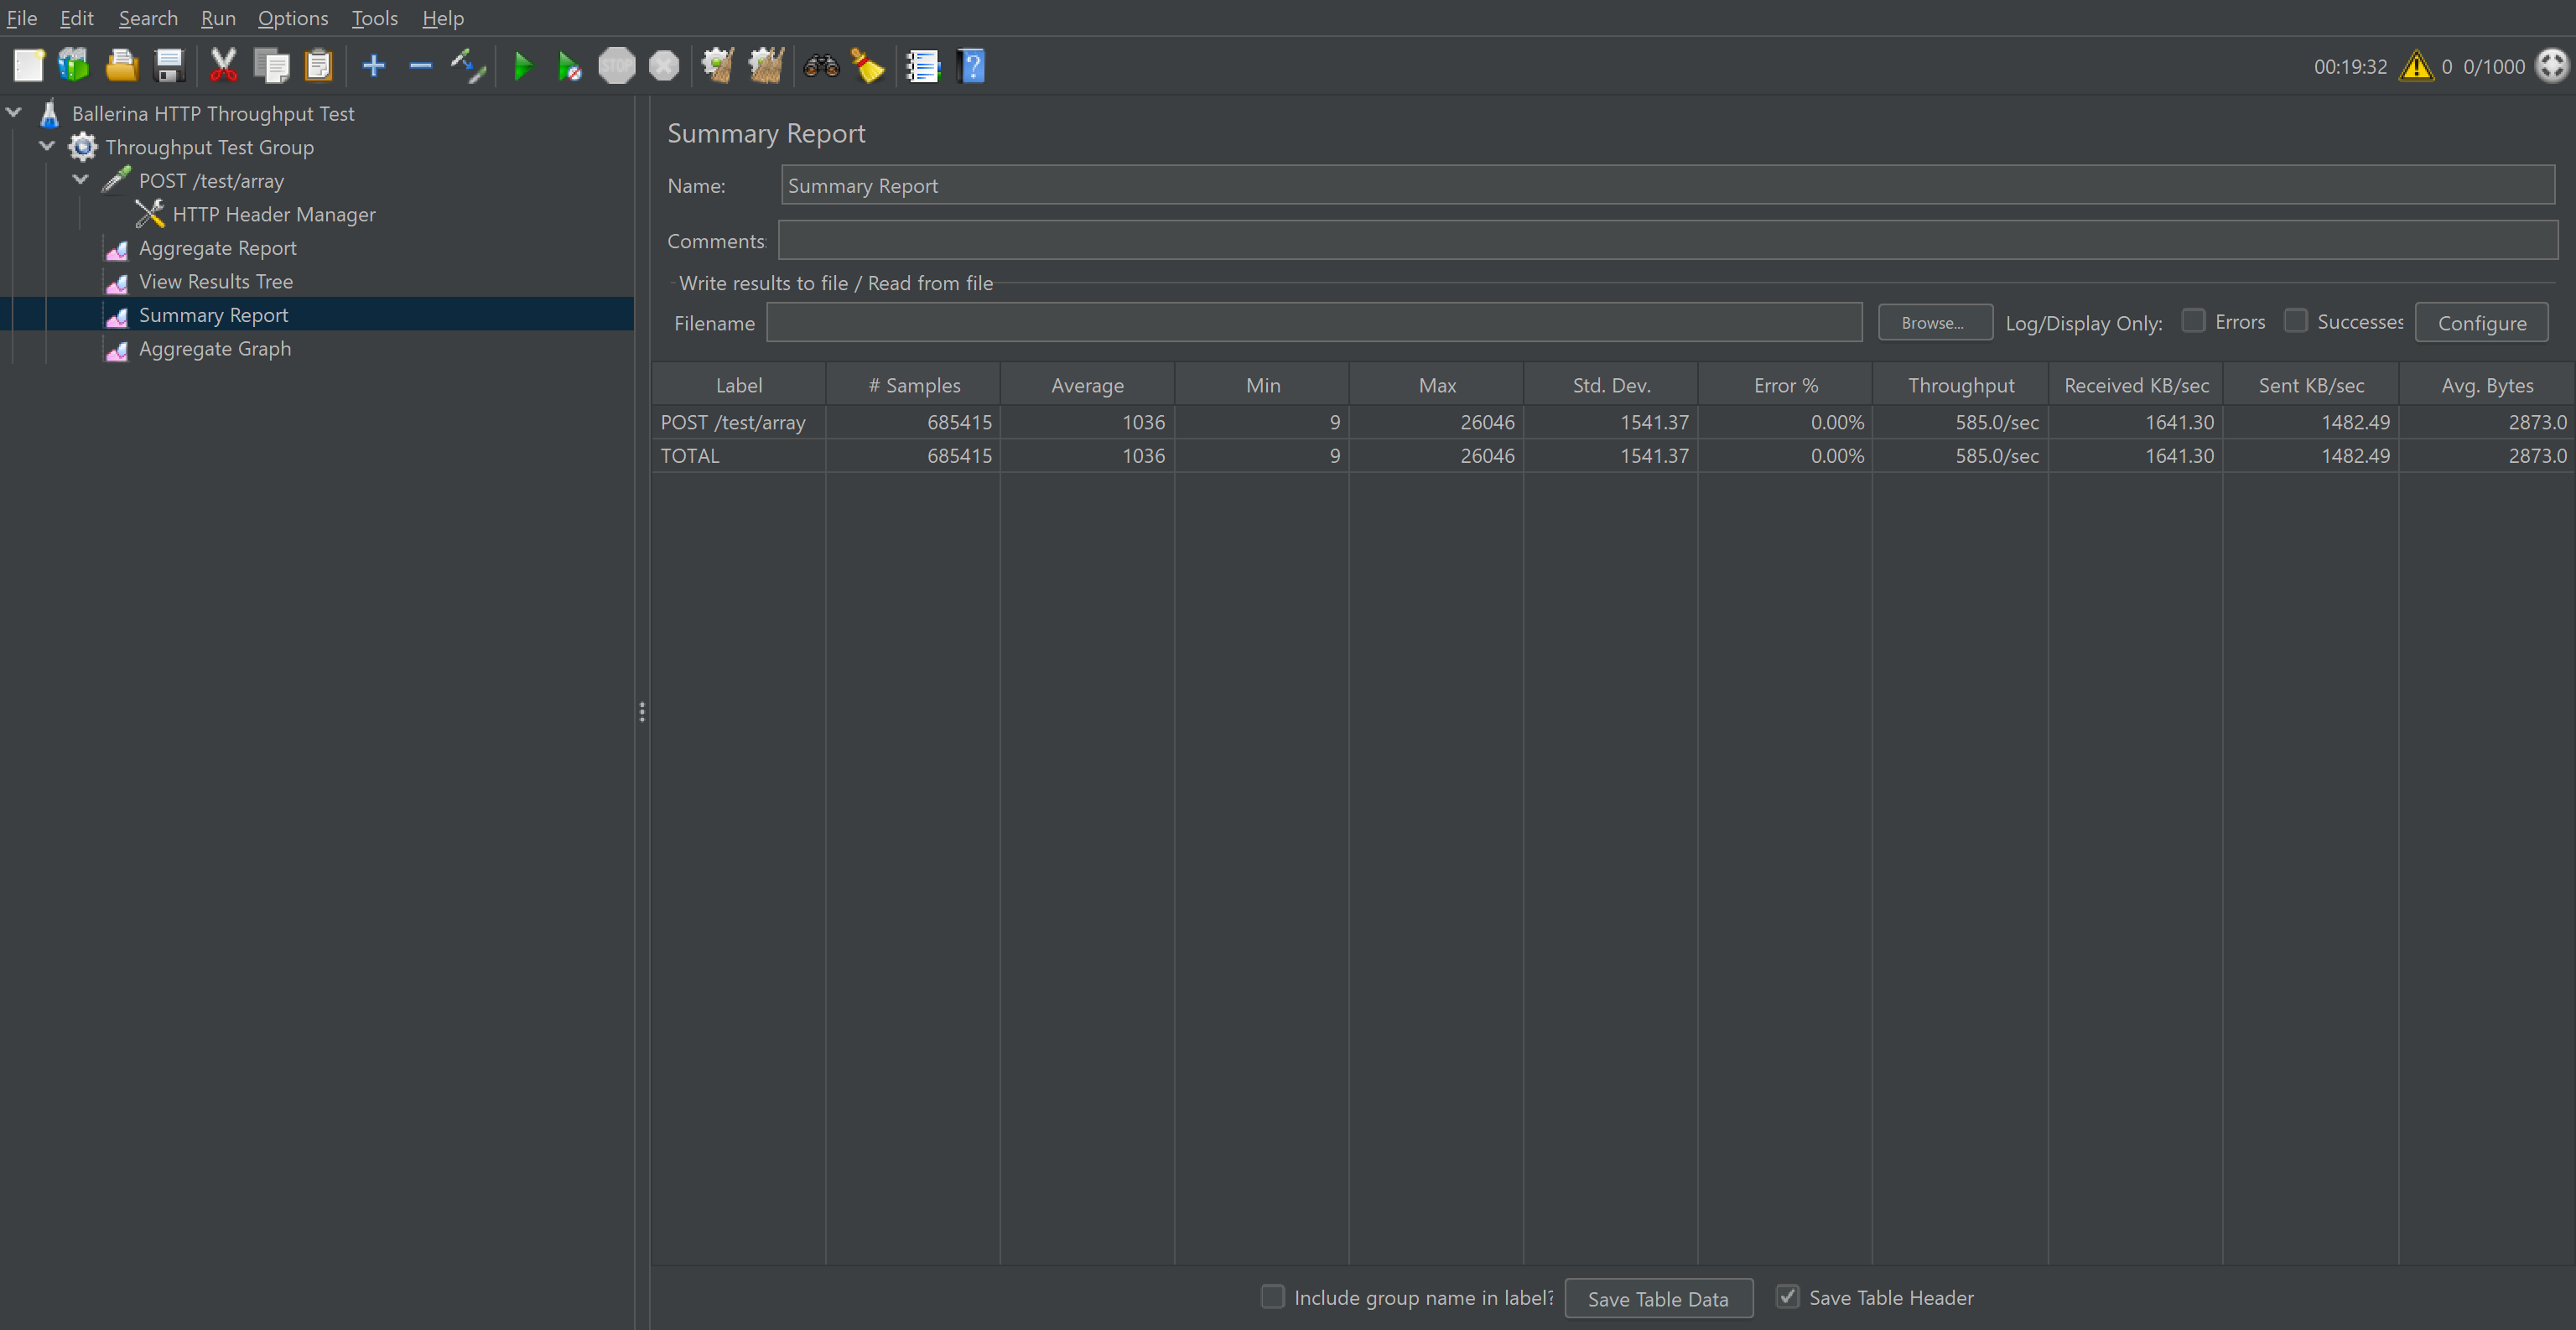 File Edit Search Run Options Tools Help
STOP
?
00:19:32 0 0/1000
Ballerina HTTP Throughput Test
Throughput Test Group
POST /test/array
HTTP Header Manager
Aggregate Report
View Results Tree
Summary Report
Aggregate Graph
Summary Report
Name: Summary Report
Comments:
Write results to file / Read from file
Filename Browse... Log/Display Only: Errors Successes Configure
Label # Samples Average Min Max Std. Dev. Error % Throughput Received KB/sec Sent KB/sec Avg. Bytes
POST /test/array 685415 1036 9 26046 1541.37 0.00% 585.0/sec 1641.30 1482.49 2873.0
TOTAL 685415 1036 9 26046 1541.37 0.00% 585.0/sec 1641.30 1482.49 2873.0
Include group name in label? Save Table Data Save Table Header